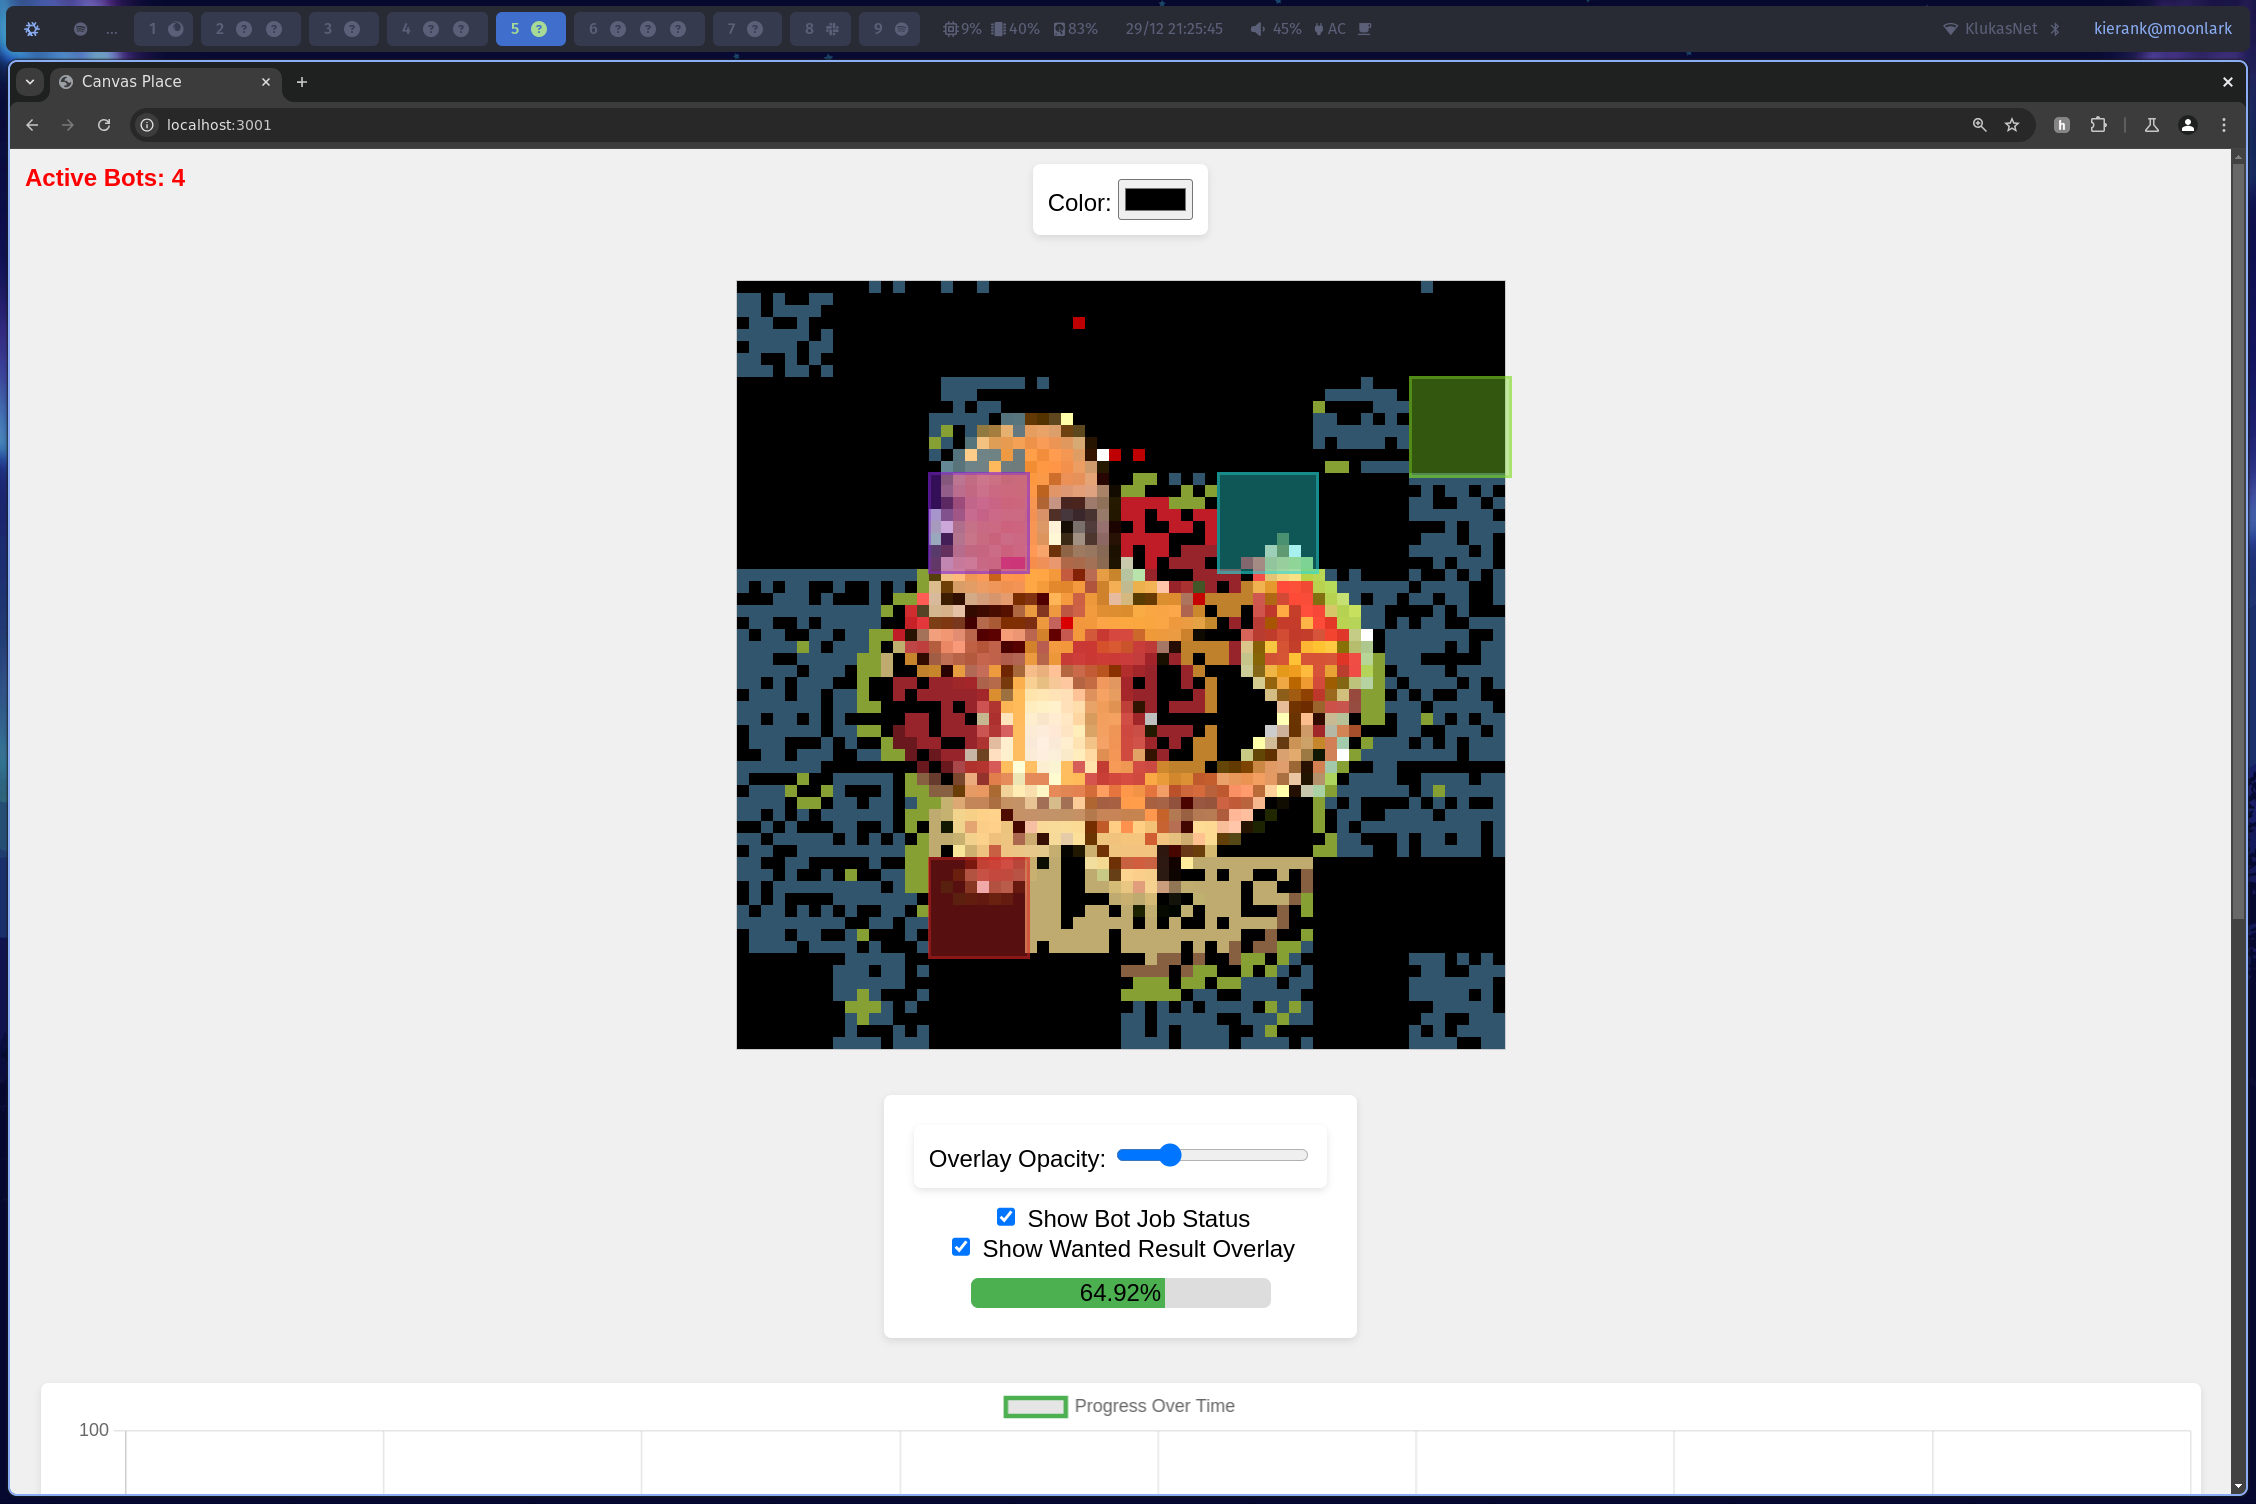 ... 1 2 3 4 5 6 7 8 9 9% 40% 83% 29/12 21:25:45 45% AC KlukasNet kierank@moonlark
Canvas Place
localhost:3001
Active Bots: 4
Color:
Overlay Opacity:
Show Bot Job Status
Show Wanted Result Overlay
64.92%
Progress Over Time
100